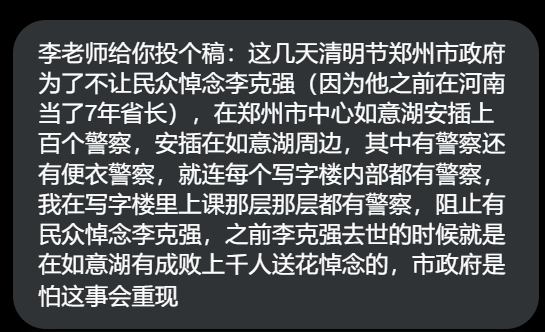 李老师给你投个稿：这几天清明节郑州市政府
为了不让民众悼念李克强（因为他之前在河南
当了7年省长），在郑州市中心如意湖安插上
百个警察，安插在如意湖周边，其中有警察还
有便衣警察，就连每个写字楼内部都有警察，
我在写字楼里上课那层那层都有警察，阻止有
民众悼念李克强，之前李克强去世的时候就是
在如意湖有成败上千人送花悼念的，市政府是
怕这事会重现